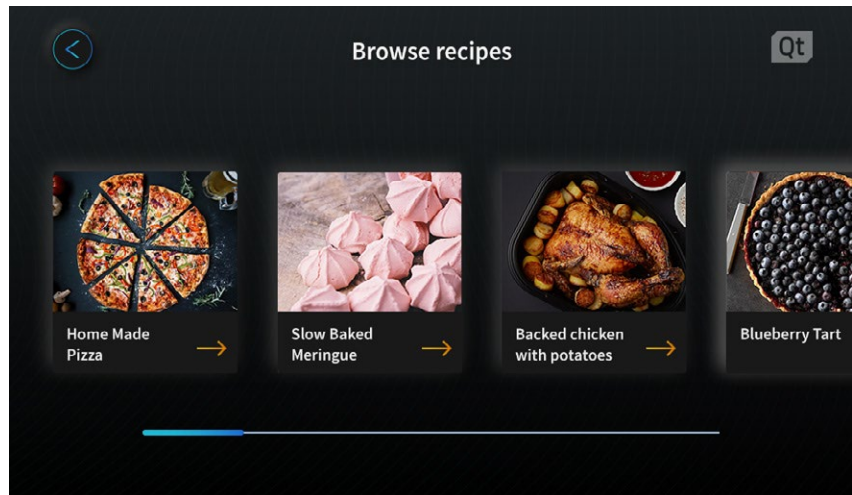 Browse recipes
Qt
Home Made
Pizza
Slow Baked
Meringue
Backed chicken
with potatoes
Blueberry Tart